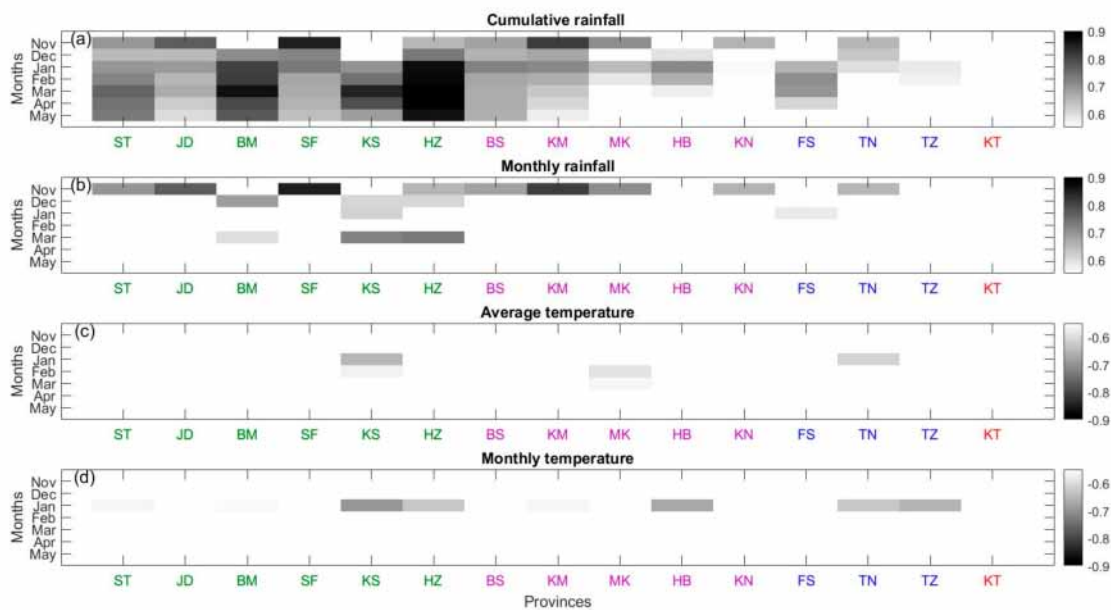 Cumulative rainfall
(a)
Months
Nov
Dec
Jan
Feb
Mar
Apr
May
0.9
0.8
0.7
0.6
ST JD BM SF KS HZ BS KM MK HB KN FS TN TZ KT
Monthly rainfall
(b)
Months
Nov
Dec
Jan
Feb
Mar
Apr
May
0.9
0.8
0.7
0.6
ST JD BM SF KS HZ BS KM MK HB KN FS TN TZ KT
Average temperature
(c)
Months
Nov
Dec
Jan
Feb
Mar
Apr
May
-0.6
-0.7
-0.8
-0.9
ST JD BM SF KS HZ BS KM MK HB KN FS TN TZ KT
Monthly temperature
(d)
Months
Nov
Dec
Jan
Feb
Mar
Apr
May
-0.6
-0.7
-0.8
-0.9
ST JD BM SF KS HZ BS KM MK HB KN FS TN TZ KT
Provinces